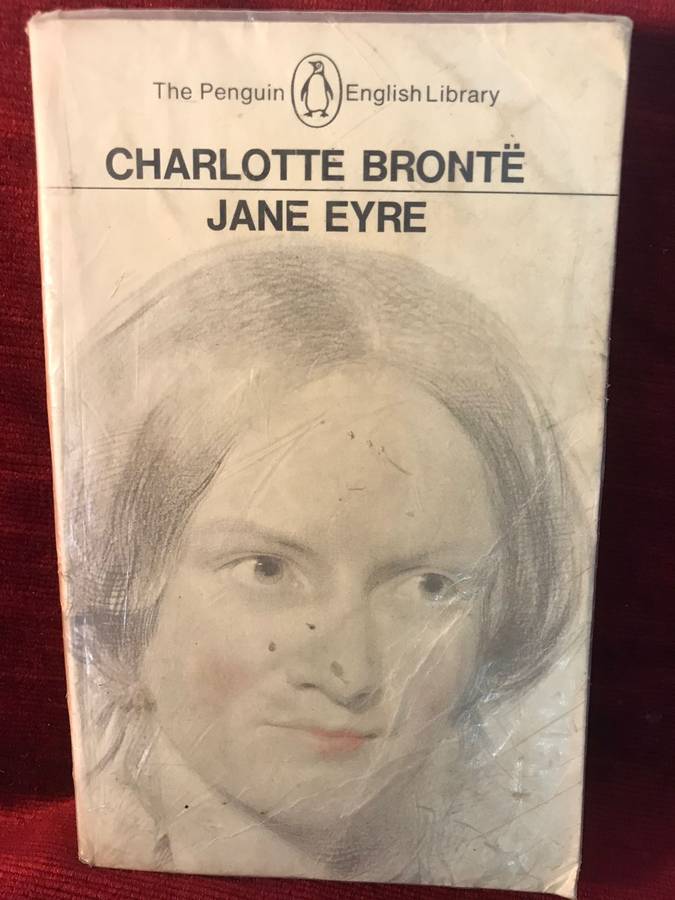 The Penguin English Library
CHARLOTTE BRONTË
JANE EYRE